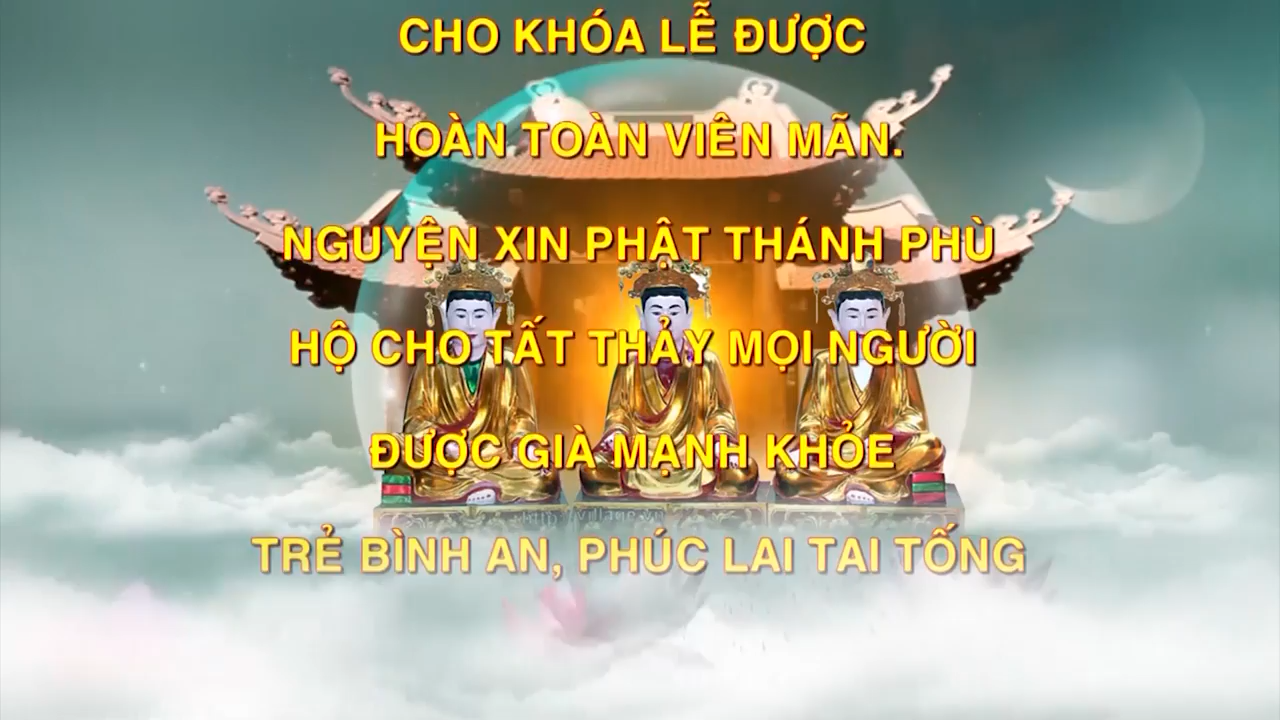 CHO KHÓA LỄ ĐƯỢC
HOÀN TOÀN VIÊN MÃN.
NGUYỆN XIN PHẬT THÁNH PHÙ
HỘ CHO TẤT THẢY MỌI NGƯỜI
ĐƯỢC GIÀ MẠNH KHỎE
TRẺ BÌNH AN, PHÚC LAI TAI TỐNG